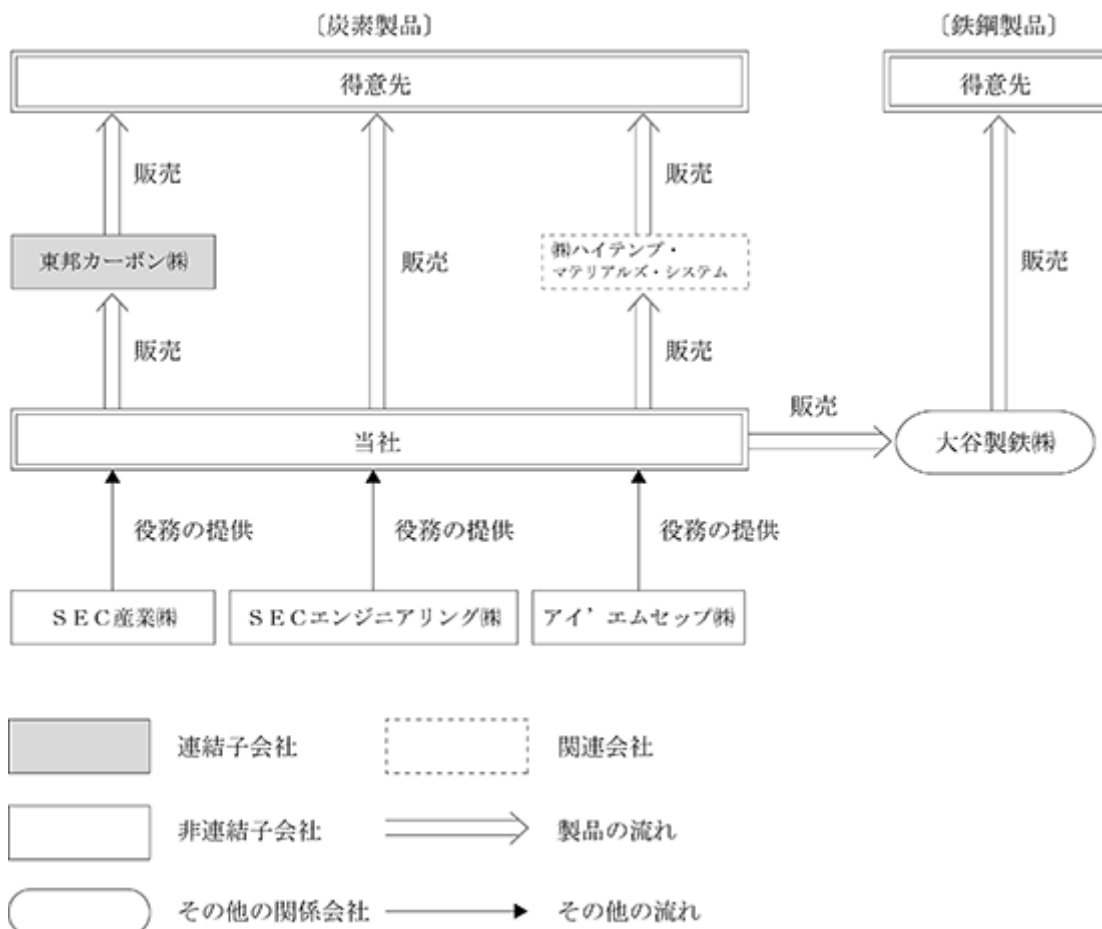 〔炭素製品〕
〔鉄鋼製品〕
得意先
得意先
販売
販売
東邦カーボン㈱
販売
㈱ハイテンプ・
マテリアルズ・システム
販売
販売
販売
販売
当社
大谷製鉄㈱
役務の提供
役務の提供
役務の提供
ＳＥＣ産業㈱
ＳＥＣエンジニアリング㈱
アイ’エムセップ㈱
連結子会社
関連会社
非連結子会社
製品の流れ
その他の関係会社
その他の流れ